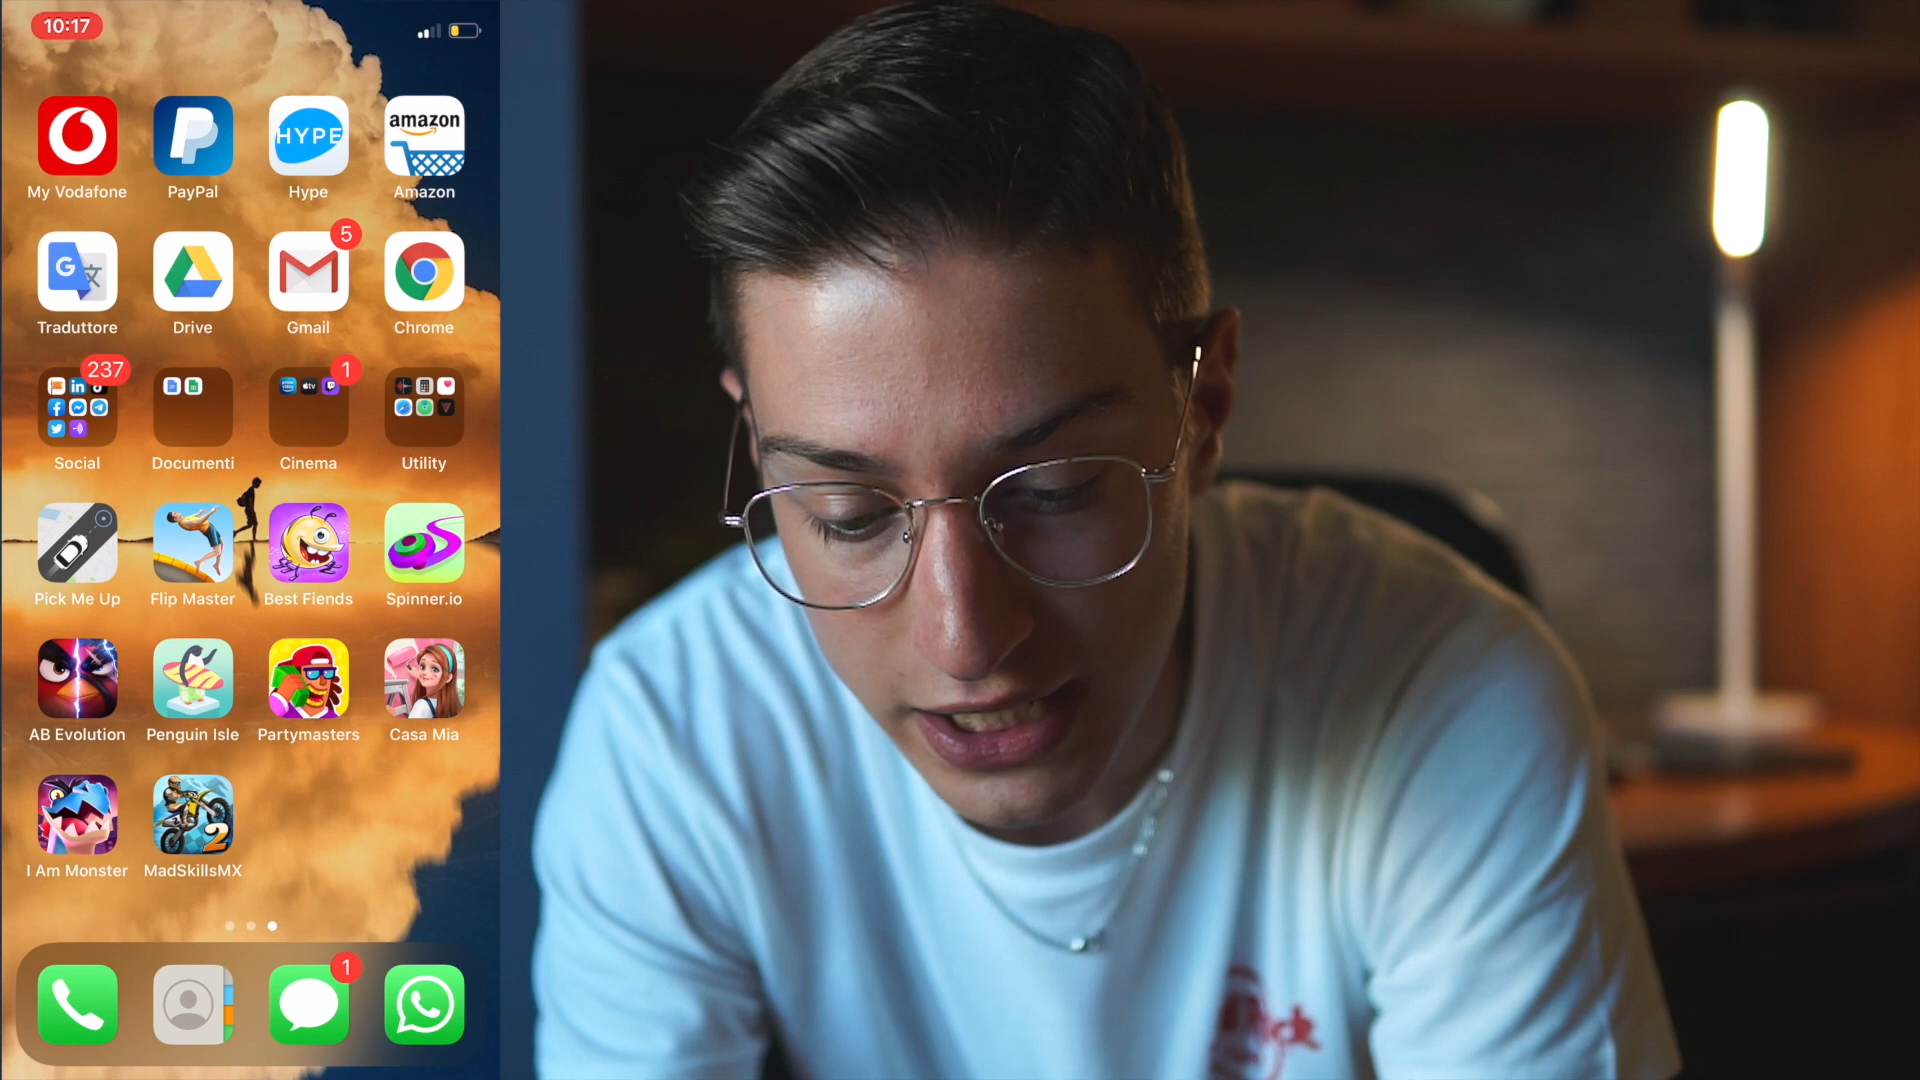 10:17
HYPE
amazon
My Vodafone
PayPal
Hype
Amazon
5
Traduttore
Drive
Gmail
Chrome
237
1
Social
Documenti
Cinema
Utility
Pick Me Up
Flip Master
Best Fiends
Spinner.io
AB Evolution
Penguin Isle
Partymasters
Casa Mia
2
I Am Monster
MadSkillsMX
1